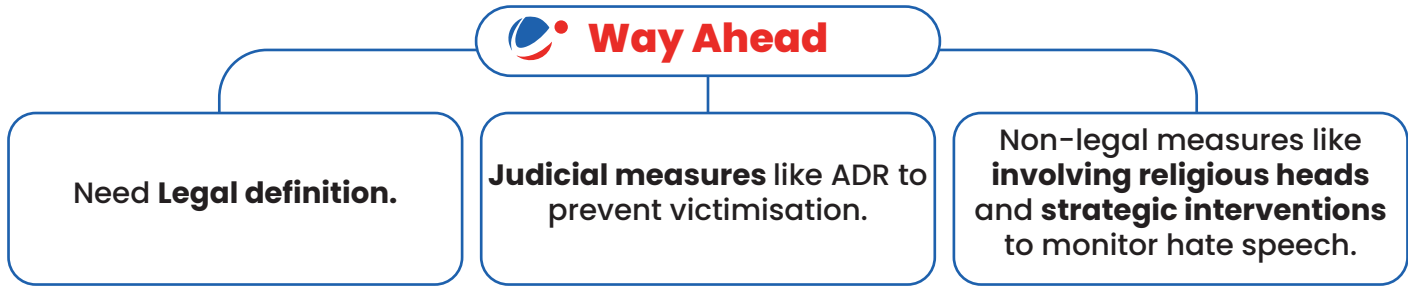 Way Ahead
Need Legal definition.
Judicial measures like ADR to
prevent victimisation.
Non-legal measures like
involving religious heads
and strategic interventions
to monitor hate speech.